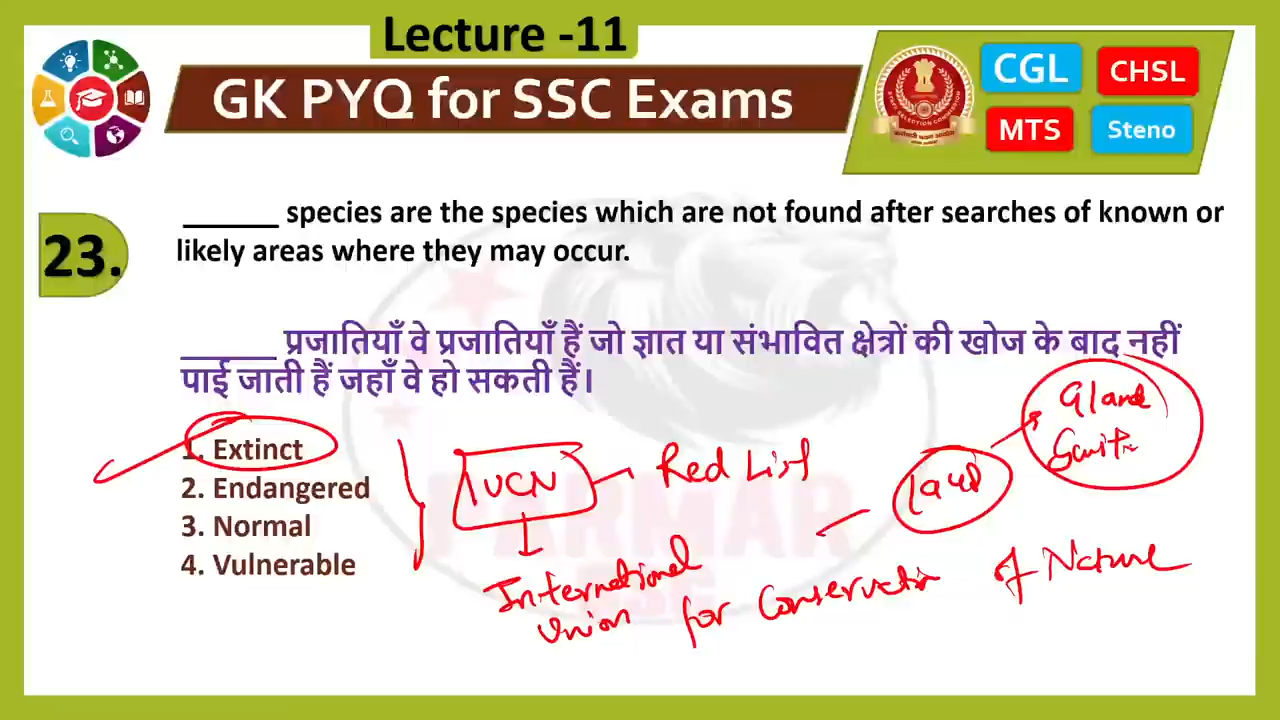 Lecture -11
GK PYQ for SSC Exams
CGL
CHSL
MTS
Steno
23.
______ species are the species which are not found after searches of known or
likely areas where they may occur.
______ प्रजातियाँ वे प्रजातियाँ हैं जो ज्ञात या संभावित क्षेत्रों की खोज के बाद नहीं
पाई जाती हैं जहाँ वे हो सकती हैं।
1. Extinct
2. Endangered
3. Normal
4. Vulnerable
IUCN
Red List
1948
Gland
International
Union for Conservation of Nature
PARMAR
SSC